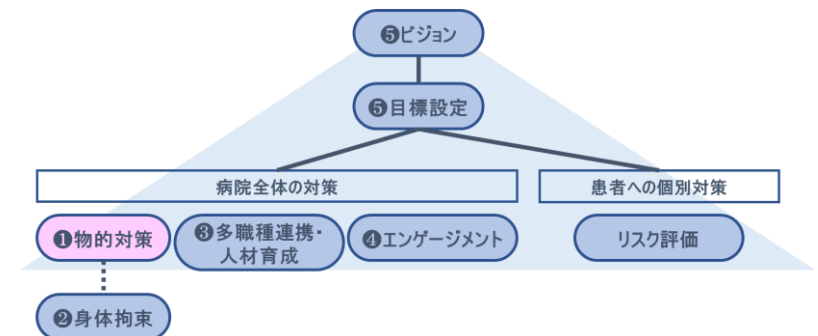 ❺ビジョン
❺目標設定
病院全体の対策
患者への個別対策
❶物的対策
❸多職種連携・
人材育成
❹エンゲージメント
リスク評価
❷身体拘束